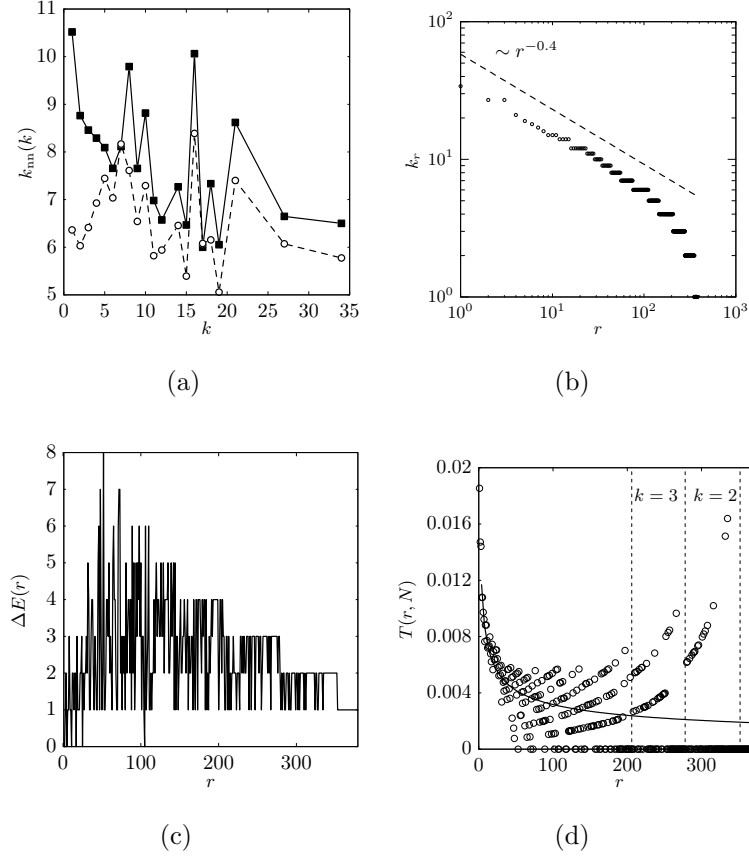 11
10
9
8
7
6
5
k_nn(k)
0 5 10 15 20 25 30 35
k
(a)
10^2
10^1
10^0
k_r
∼ r^{−0.4}
10^0 10^1 10^2 10^3
r
(b)
8
7
6
5
4
3
2
1
0
ΔE(r)
0 100 200 300
r
(c)
0.02
0.016
0.012
0.008
0.004
0
T(r, N)
k = 3 k = 2
0 100 200 300
r
(d)